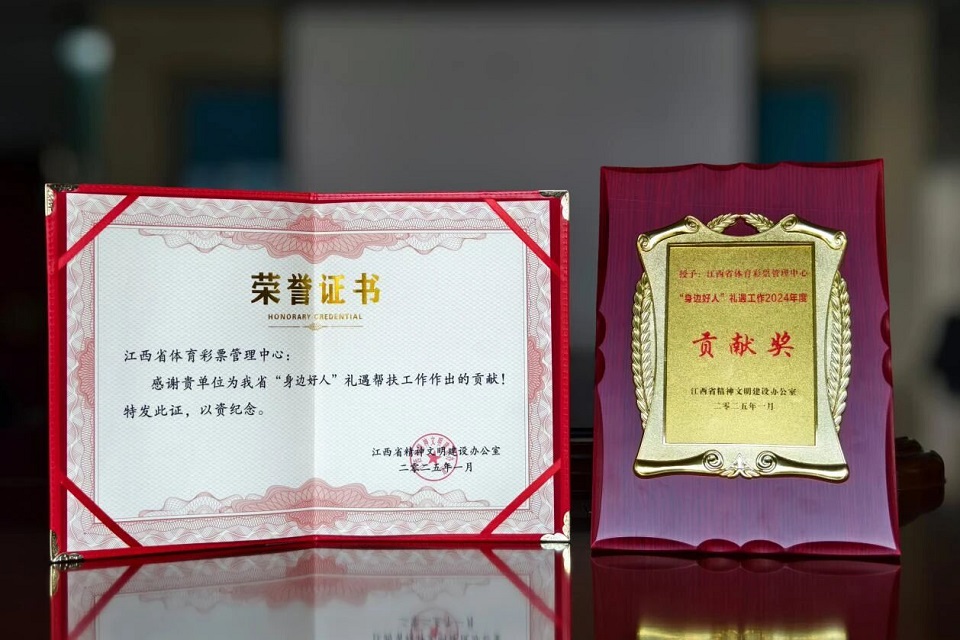 荣誉证书
HONORARY CREDENTIAL
江西省体育彩票管理中心：
感谢贵单位为我省“身边好人”礼遇帮扶工作作出的贡献！
特发此证，以资纪念。
江西省精神文明建设办公室
二零二五年一月
授予：江西省体育彩票管理中心
“身边好人”礼遇工作2024年度
贡献奖
江西省精神文明建设办公室
二零二五年一月